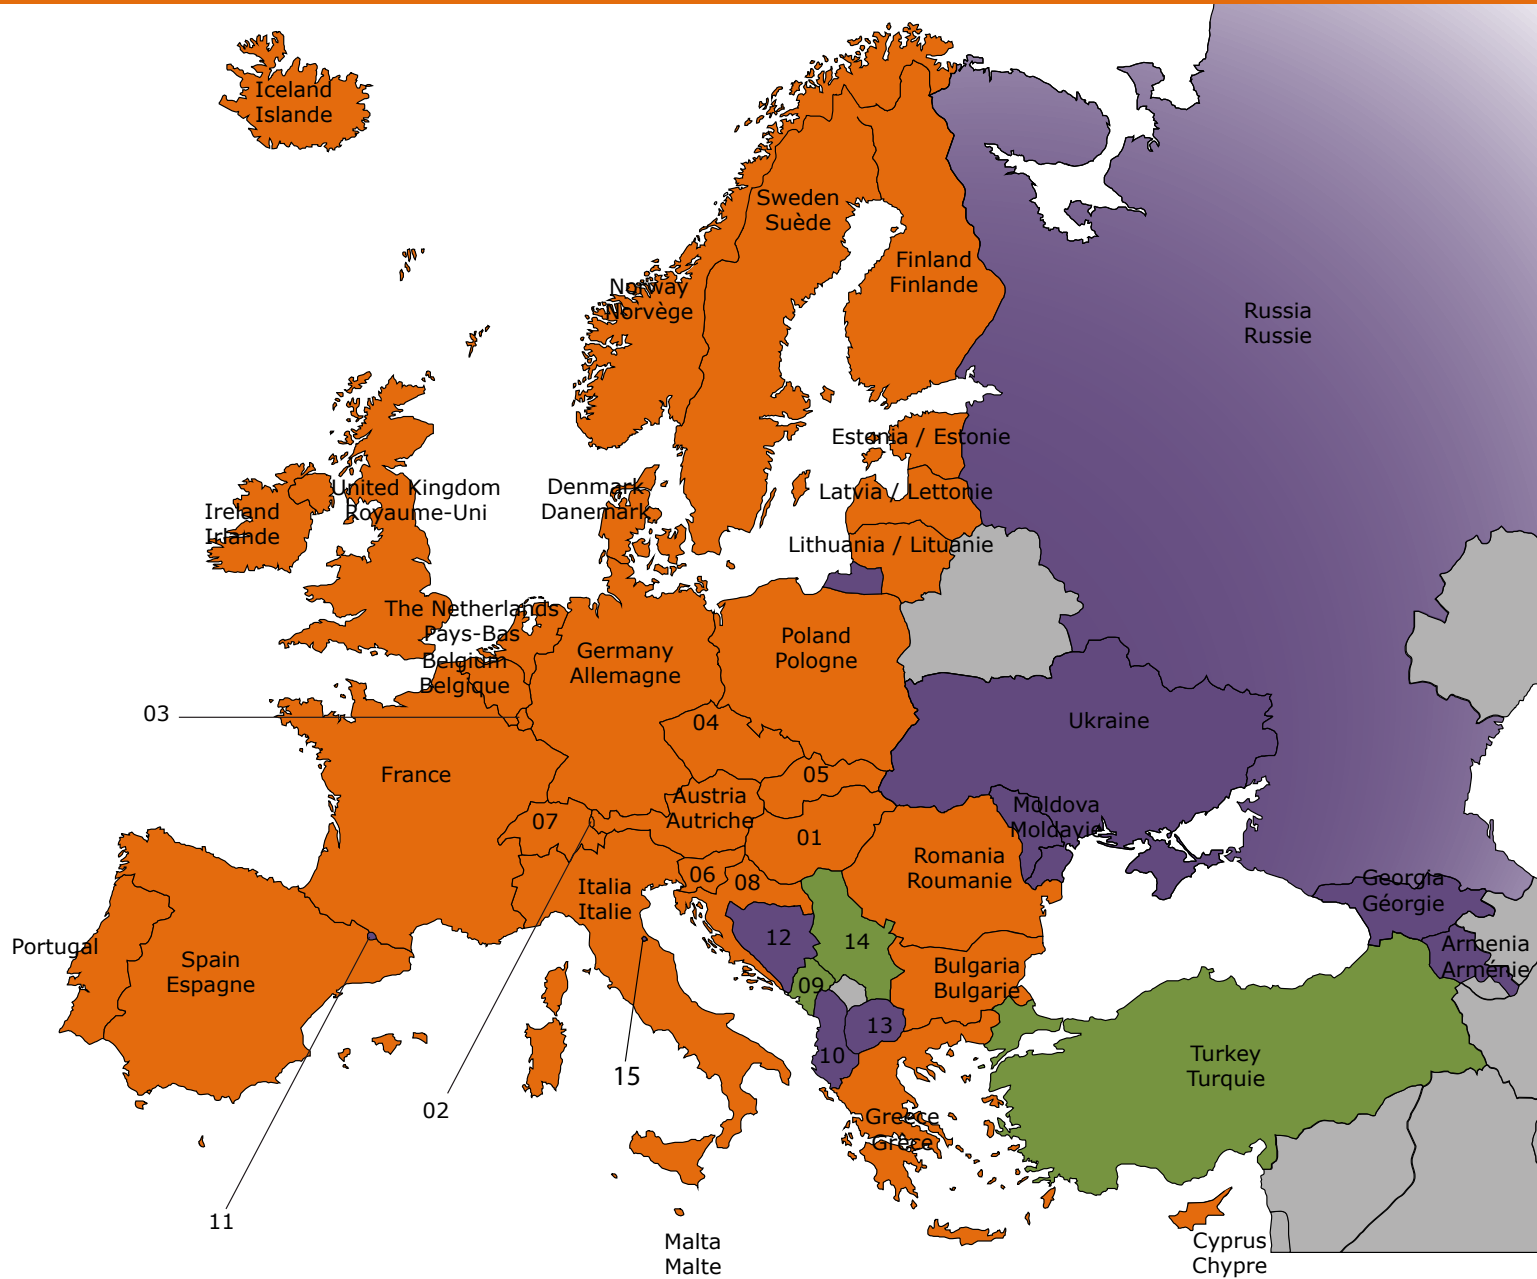 Iceland
Islande
Sweden
Suède
Finland
Finlande
Norway
Norvège
Russia
Russie
Estonia / Estonie
Latvia / Lettonie
Lithuania / Lituanie
Denmark
Danemark
United Kingdom
Royaume-Uni
Ireland
Irlande
The Netherlands
Pays-Bas
Belgium
Belgique
Germany
Allemagne
Poland
Pologne
03
04
Ukraine
France
05
Austria
Autriche
Moldova
Moldavie
07
01
Romania
Roumanie
06
08
Italia
Italie
Georgia
Géorgie
Portugal
Spain
Espagne
12
14
Armenia
Arménie
Bulgaria
Bulgarie
09
13
10
Turkey
Turquie
15
02
Greece
Grèce
11
Malta
Malte
Cyprus
Chypre